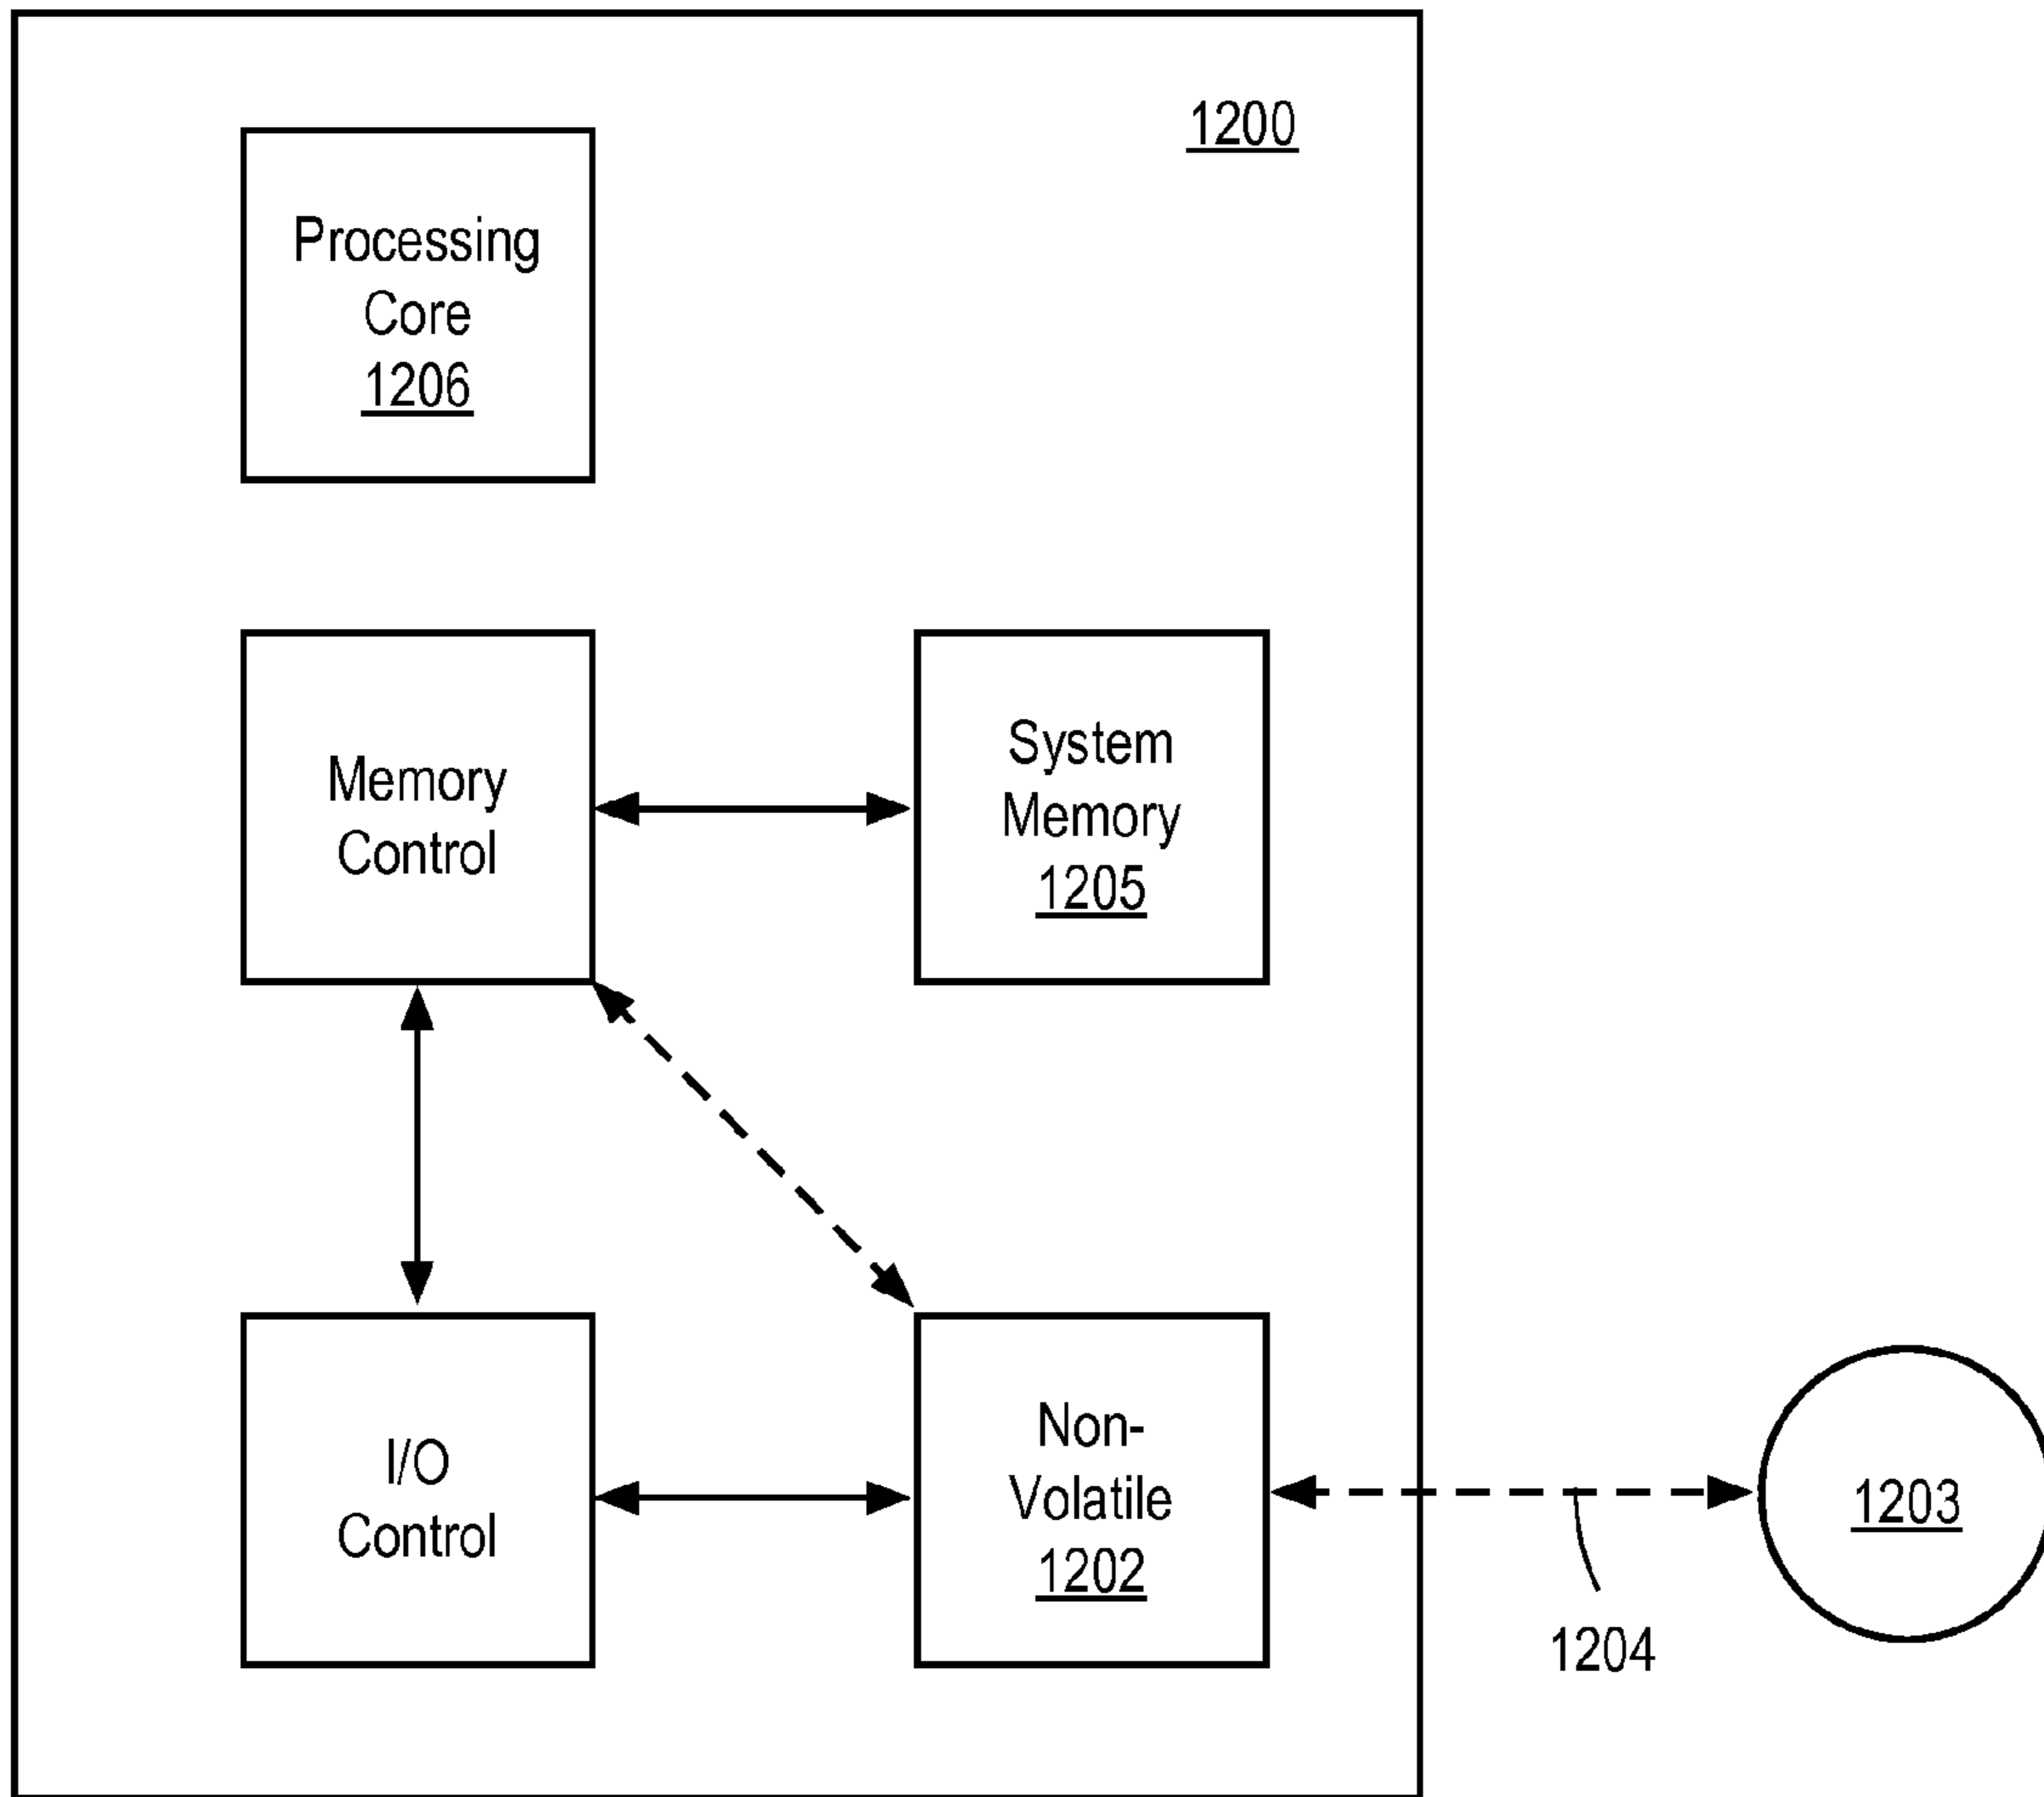 1200
Processing
Core
1206
Memory
Control
System
Memory
1205
I/O
Control
Non-
Volatile
1202
1203
1204